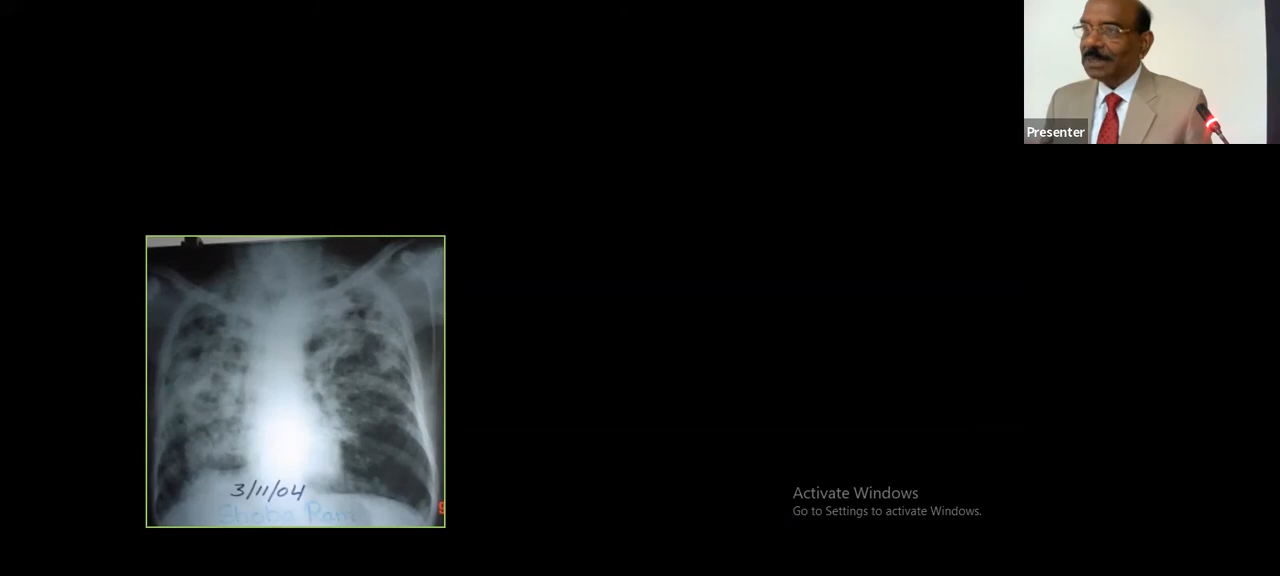 Presenter
3/11/04
Activate Windows
Go to Settings to activate Windows.